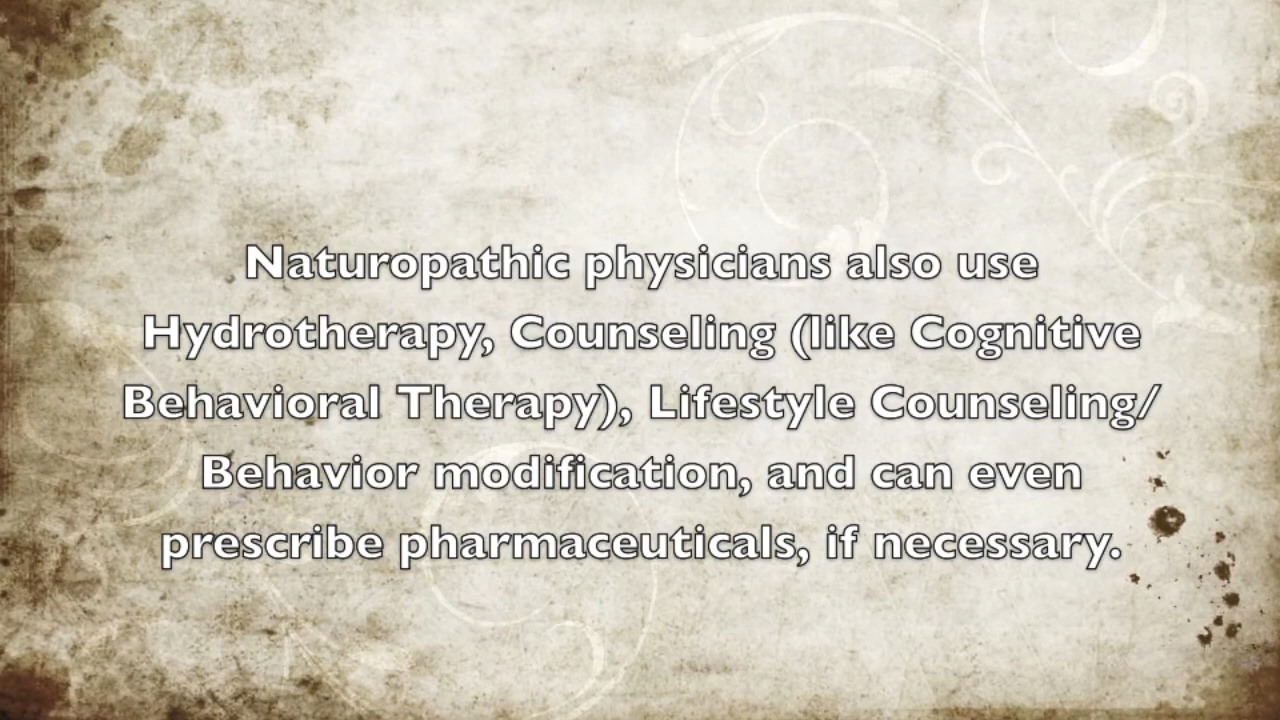 Naturopathic physicians also use
Hydrotherapy, Counseling (like Cognitive
Behavioral Therapy), Lifestyle Counseling/
Behavior modification, and can even
prescribe pharmaceuticals, if necessary.